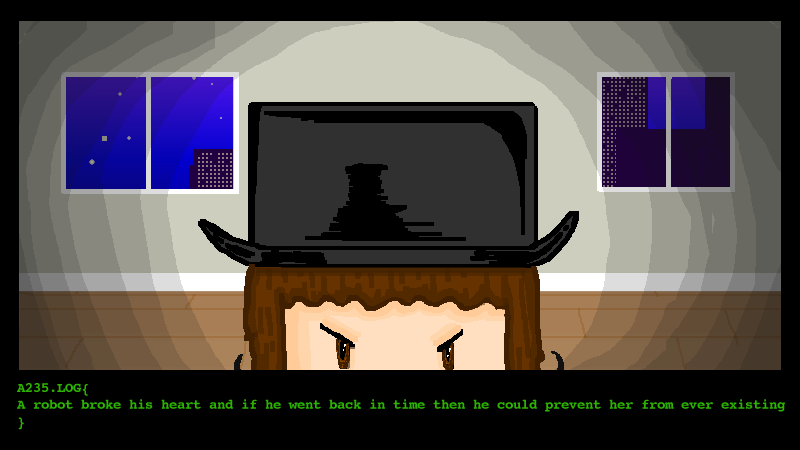 A235.LOG{
A robot broke his heart and if he went back in time then he could prevent her from ever existing
}